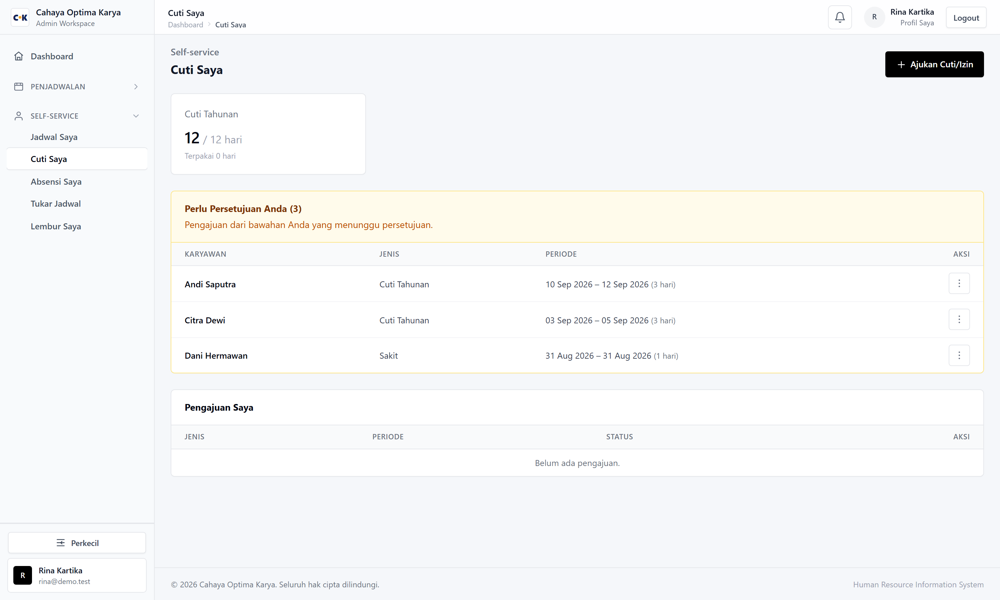 C•K
Cahaya Optima Karya
Admin Workspace
Cuti Saya
Dashboard > Cuti Saya
R
Rina Kartika
Profil Saya
Logout
Dashboard
PENJADWALAN
SELF-SERVICE
Jadwal Saya
Cuti Saya
Absensi Saya
Tukar Jadwal
Lembur Saya
Self-service
Cuti Saya
+ Ajukan Cuti/Izin
Cuti Tahunan
12 / 12 hari
Terpakai 0 hari
Perlu Persetujuan Anda (3)
Pengajuan dari bawahan Anda yang menunggu persetujuan.
KARYAWAN JENIS PERIODE AKSI
Andi Saputra Cuti Tahunan 10 Sep 2026 – 12 Sep 2026 (3 hari)
Citra Dewi Cuti Tahunan 03 Sep 2026 – 05 Sep 2026 (3 hari)
Dani Hermawan Sakit 31 Aug 2026 – 31 Aug 2026 (1 hari)
Pengajuan Saya
JENIS PERIODE STATUS AKSI
Belum ada pengajuan.
Perkecil
R
Rina Kartika
rina@demo.test
© 2026 Cahaya Optima Karya. Seluruh hak cipta dilindungi.
Human Resource Information System